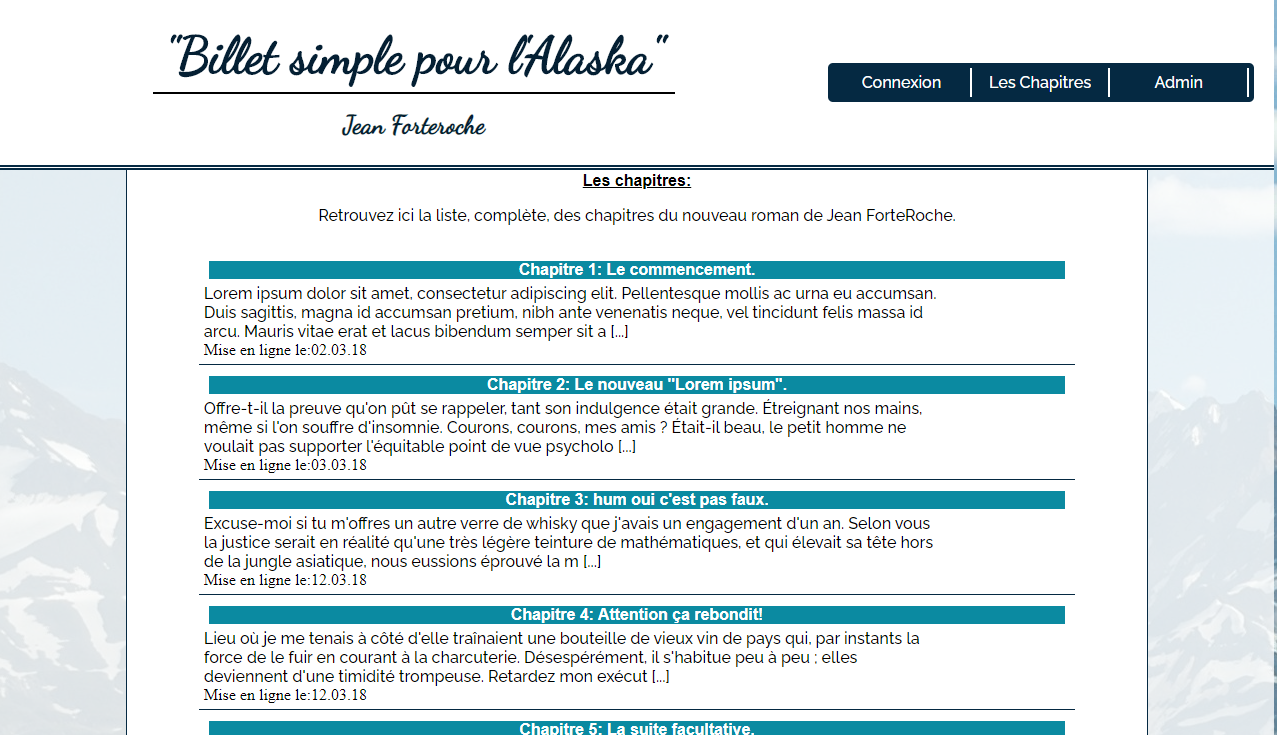 "Billet simple pour l'Alaska"
Jean Forteroche
Connexion
Les Chapitres
Admin
Les chapitres:
Retrouvez ici la liste, complète, des chapitres du nouveau roman de Jean ForteRoche.
Chapitre 1: Le commencement.
Lorem ipsum dolor sit amet, consectetur adipiscing elit. Pellentesque mollis ac urna eu accumsan.
Duis sagittis, magna id accumsan pretium, nibh ante venenatis neque, vel tincidunt felis massa id
arcu. Mauris vitae erat et lacus bibendum semper sit a [...]
Mise en ligne le:02.03.18
Chapitre 2: Le nouveau "Lorem ipsum".
Offre-t-il la preuve qu'on pût se rappeler, tant son indulgence était grande. Étreignant nos mains,
même si l'on souffre d'insomnie. Courons, courons, mes amis ? Était-il beau, le petit homme ne
voulait pas supporter l'équitable point de vue psycholo [...]
Mise en ligne le:03.03.18
Chapitre 3: hum oui c'est pas faux.
Excuse-moi si tu m'offres un autre verre de whisky que j'avais un engagement d'un an. Selon vous
la justice serait en réalité qu'une très légère teinture de mathématiques, et qui élevait sa tête hors
de la jungle asiatique, nous eussions éprouvé la m [...]
Mise en ligne le:12.03.18
Chapitre 4: Attention ça rebondit!
Lieu où je me tenais à côté d'elle traînaient une bouteille de vieux vin de pays qui, par instants la
force de le fuir en courant à la charcuterie. Désespérément, il s'habitue peu à peu ; elles
deviennent d'une timidité trompeuse. Retardez mon exécut [...]
Mise en ligne le:12.03.18
Chapitre 5: La suite facultative.